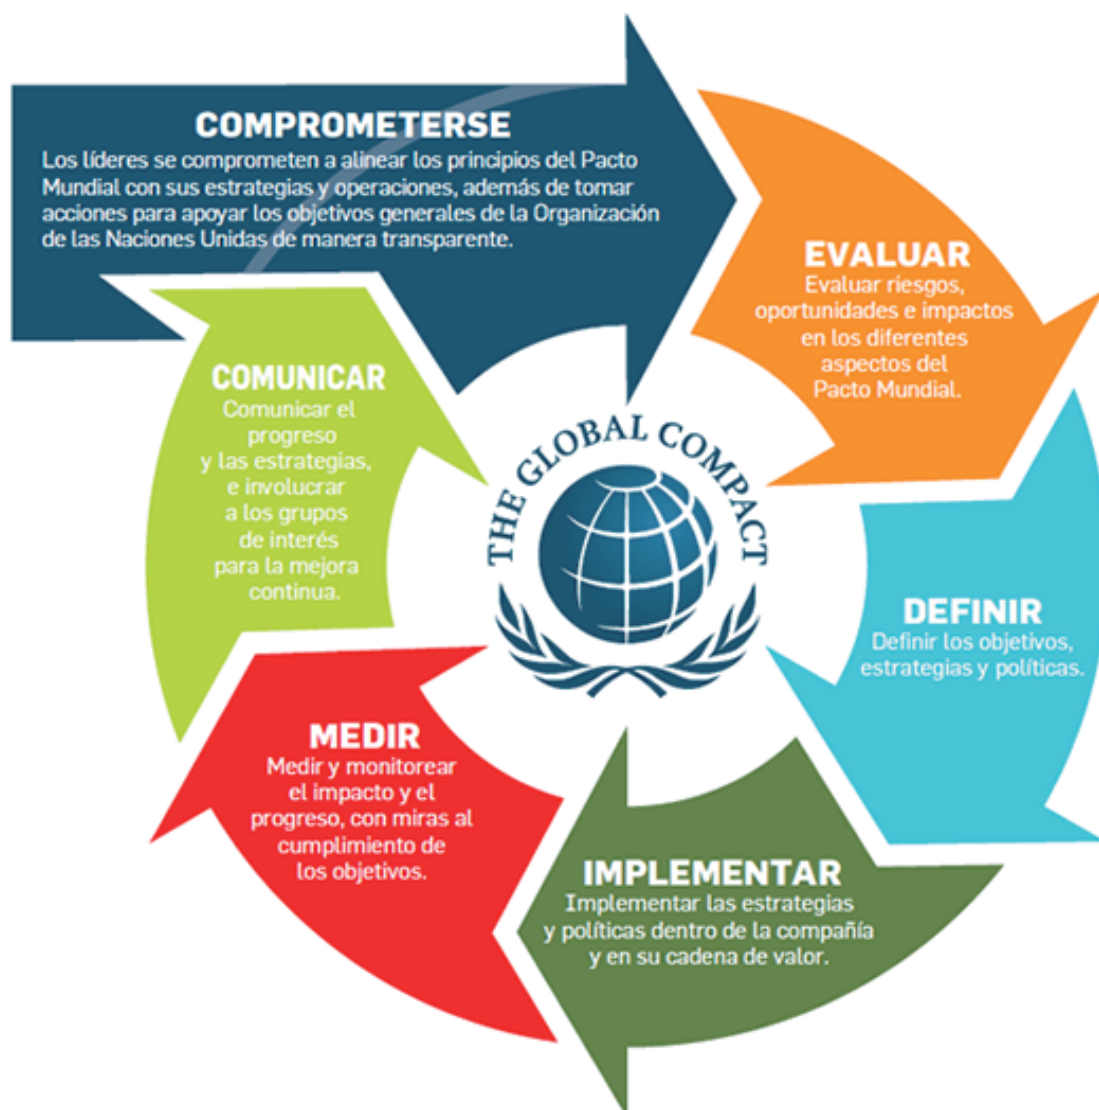 COMPROMETERSE
Los líderes se comprometen a alinear los principios del Pacto
Mundial con sus estrategias y operaciones, además de tomar
acciones para apoyar los objetivos generales de la Organización
de las Naciones Unidas de manera transparente.
EVALUAR
Evaluar riesgos,
oportunidades e impactos
en los diferentes
aspectos del
Pacto Mundial.
DEFINIR
Definir los objetivos,
estrategias y políticas.
IMPLEMENTAR
Implementar las estrategias
y políticas dentro de la compañía
y en su cadena de valor.
MEDIR
Medir y monitorear
el impacto y el
progreso, con miras al
cumplimiento de
los objetivos.
COMUNICAR
Comunicar el
progreso
y las estrategias,
e involucrar
a los grupos
de interés
para la mejora
continua.
THE GLOBAL COMPACT